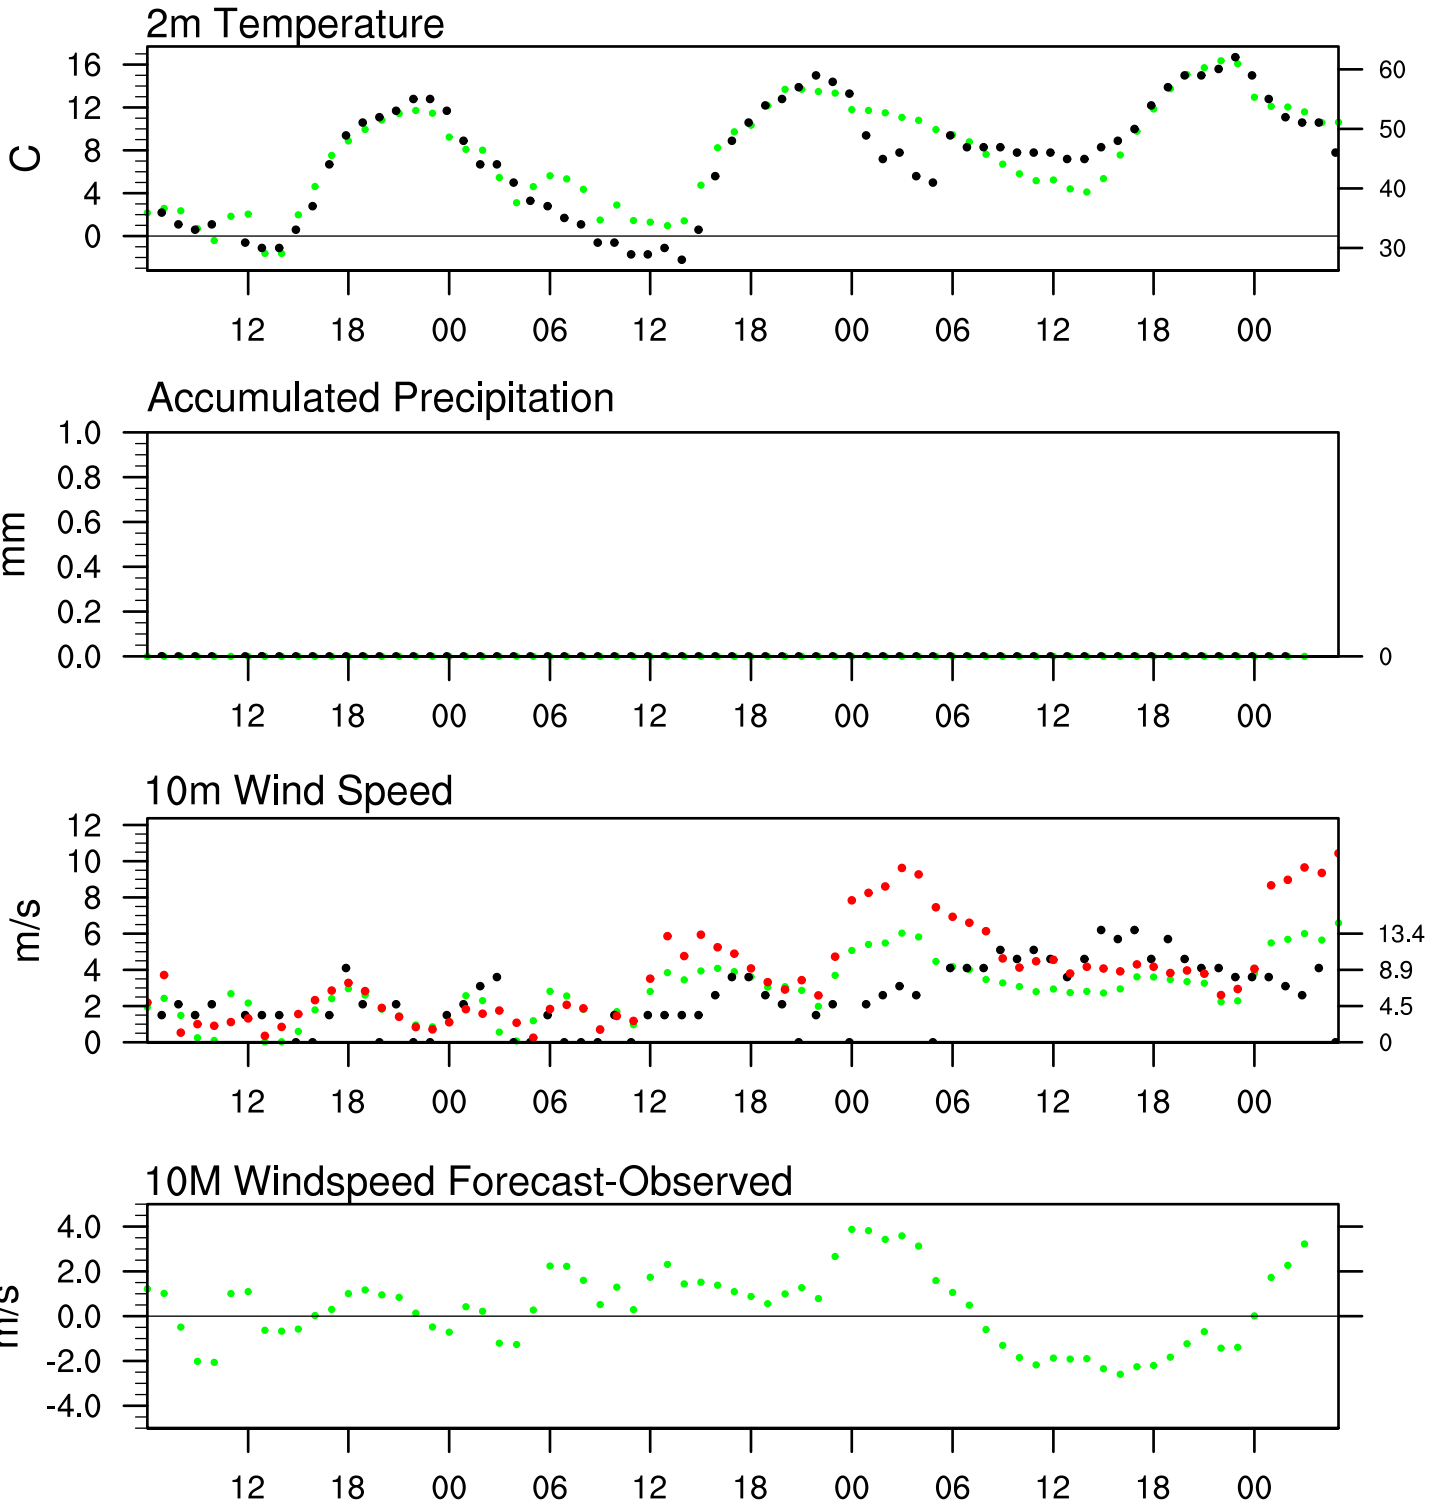 2m Temperature
16 60
12 50
8
4 40
0 30
C
12 18 00 06 12 18 00 06 12 18 00
Accumulated Precipitation
1.0
0.8
0.6
0.4
0.2
0.0 0
mm
12 18 00 06 12 18 00 06 12 18 00
10m Wind Speed
12
10
8
6 13.4
4 8.9
2 4.5
0 0
m/s
12 18 00 06 12 18 00 06 12 18 00
10M Windspeed Forecast-Observed
4.0
2.0
0.0
-2.0
-4.0
m/s
12 18 00 06 12 18 00 06 12 18 00